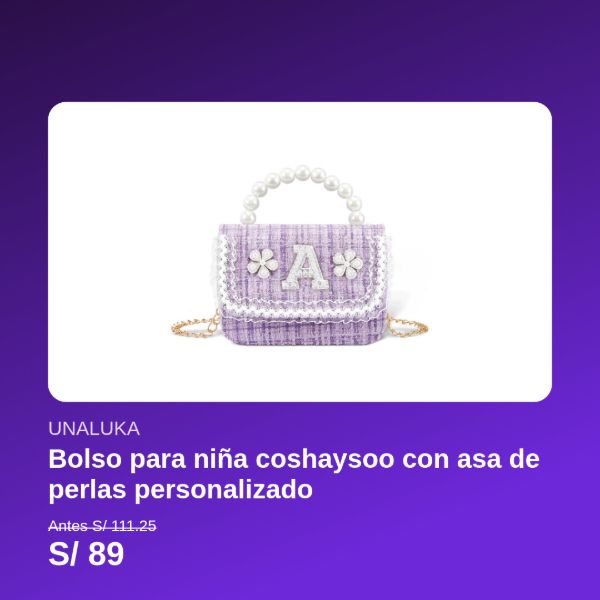 A
UNALUKA
Bolso para niña coshaysoo con asa de
perlas personalizado
Antes S/ 111.25
S/ 89